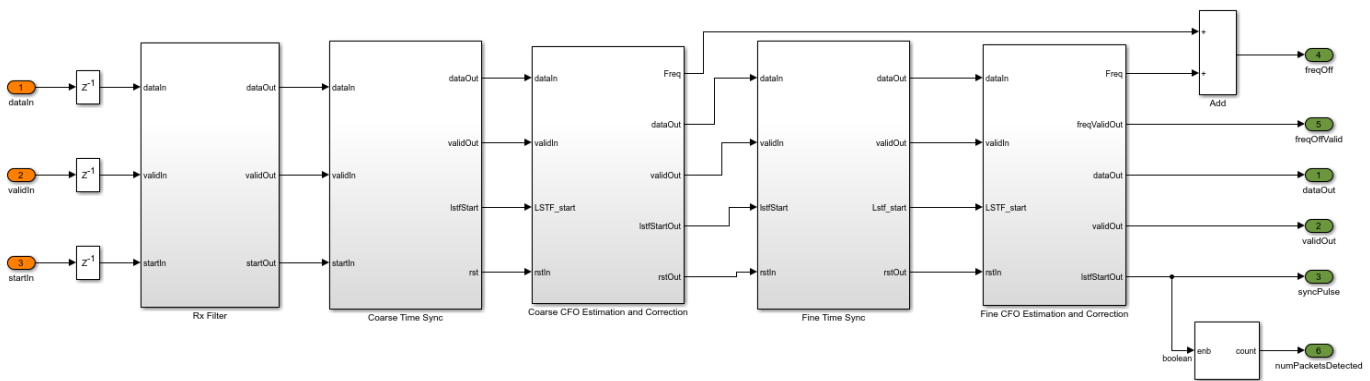 1
dataIn
2
validIn
3
startIn
Z-1
Z-1
Z-1
dataIn
validIn
startIn
dataOut
validOut
startOut
Rx Filter
dataIn
validIn
startIn
dataOut
validOut
lstfStart
rst
Coarse Time Sync
dataIn
validIn
LSTF_start
rstIn
Freq
dataOut
validOut
lstfStartOut
rstOut
Coarse CFO Estimation and Correction
dataIn
validIn
lstfStart
rstIn
dataOut
validOut
Lstf_start
rstOut
Fine Time Sync
dataIn
validIn
LSTF_start
rstIn
Freq
freqValidOut
dataOut
validOut
lstfStartOut
Fine CFO Estimation and Correction
+
+
Add
boolean
enb
count
4
freqOff
5
freqOffValid
1
dataOut
2
validOut
3
syncPulse
6
numPacketsDetected